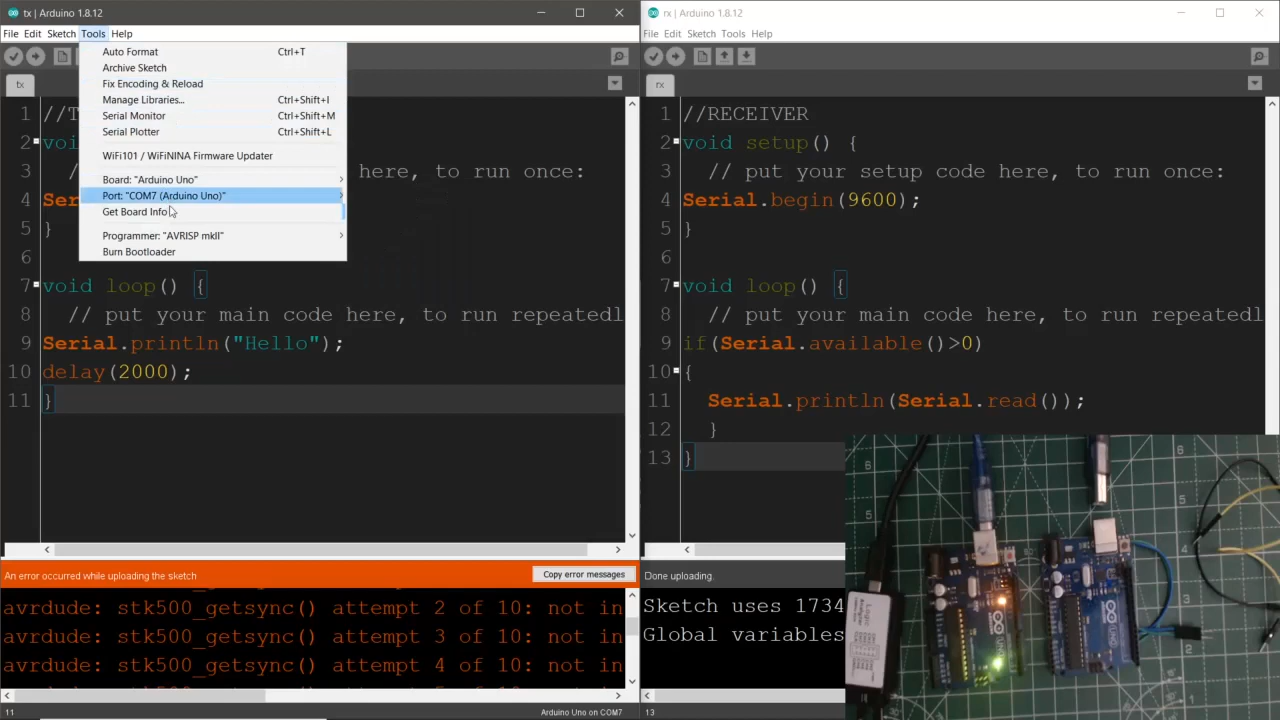 tx | Arduino 1.8.12
File Edit Sketch Tools Help
Auto Format Ctrl+T
Archive Sketch
Fix Encoding & Reload
Manage Libraries... Ctrl+Shift+I
Serial Monitor Ctrl+Shift+M
Serial Plotter Ctrl+Shift+L
WiFi101 / WiFiNINA Firmware Updater
Board: "Arduino Uno"
Port: "COM7 (Arduino Uno)"
Get Board Info
Programmer: "AVRISP mkII"
Burn Bootloader
tx
1 //T
2 voi
3 / here, to run once:
4 Ser
5 }
6
7 void loop() {
8 // put your main code here, to run repeatedl
9 Serial.println("Hello");
10 delay(2000);
11 }
An error occurred while uploading the sketch
Copy error messages
avrdude: stk500_getsync() attempt 2 of 10: not in
avrdude: stk500_getsync() attempt 3 of 10: not in
avrdude: stk500_getsync() attempt 4 of 10: not in
11 Arduino Uno on COM7
rx | Arduino 1.8.12
File Edit Sketch Tools Help
rx
1 //RECEIVER
2 void setup() {
3 // put your setup code here, to run once:
4 Serial.begin(9600);
5 }
6
7 void loop() {
8 // put your main code here, to run repeatedl
9 if(Serial.available()>0)
10 {
11 Serial.println(Serial.read());
12 }
13 }
Done uploading.
Sketch uses 1734
Global variables
13